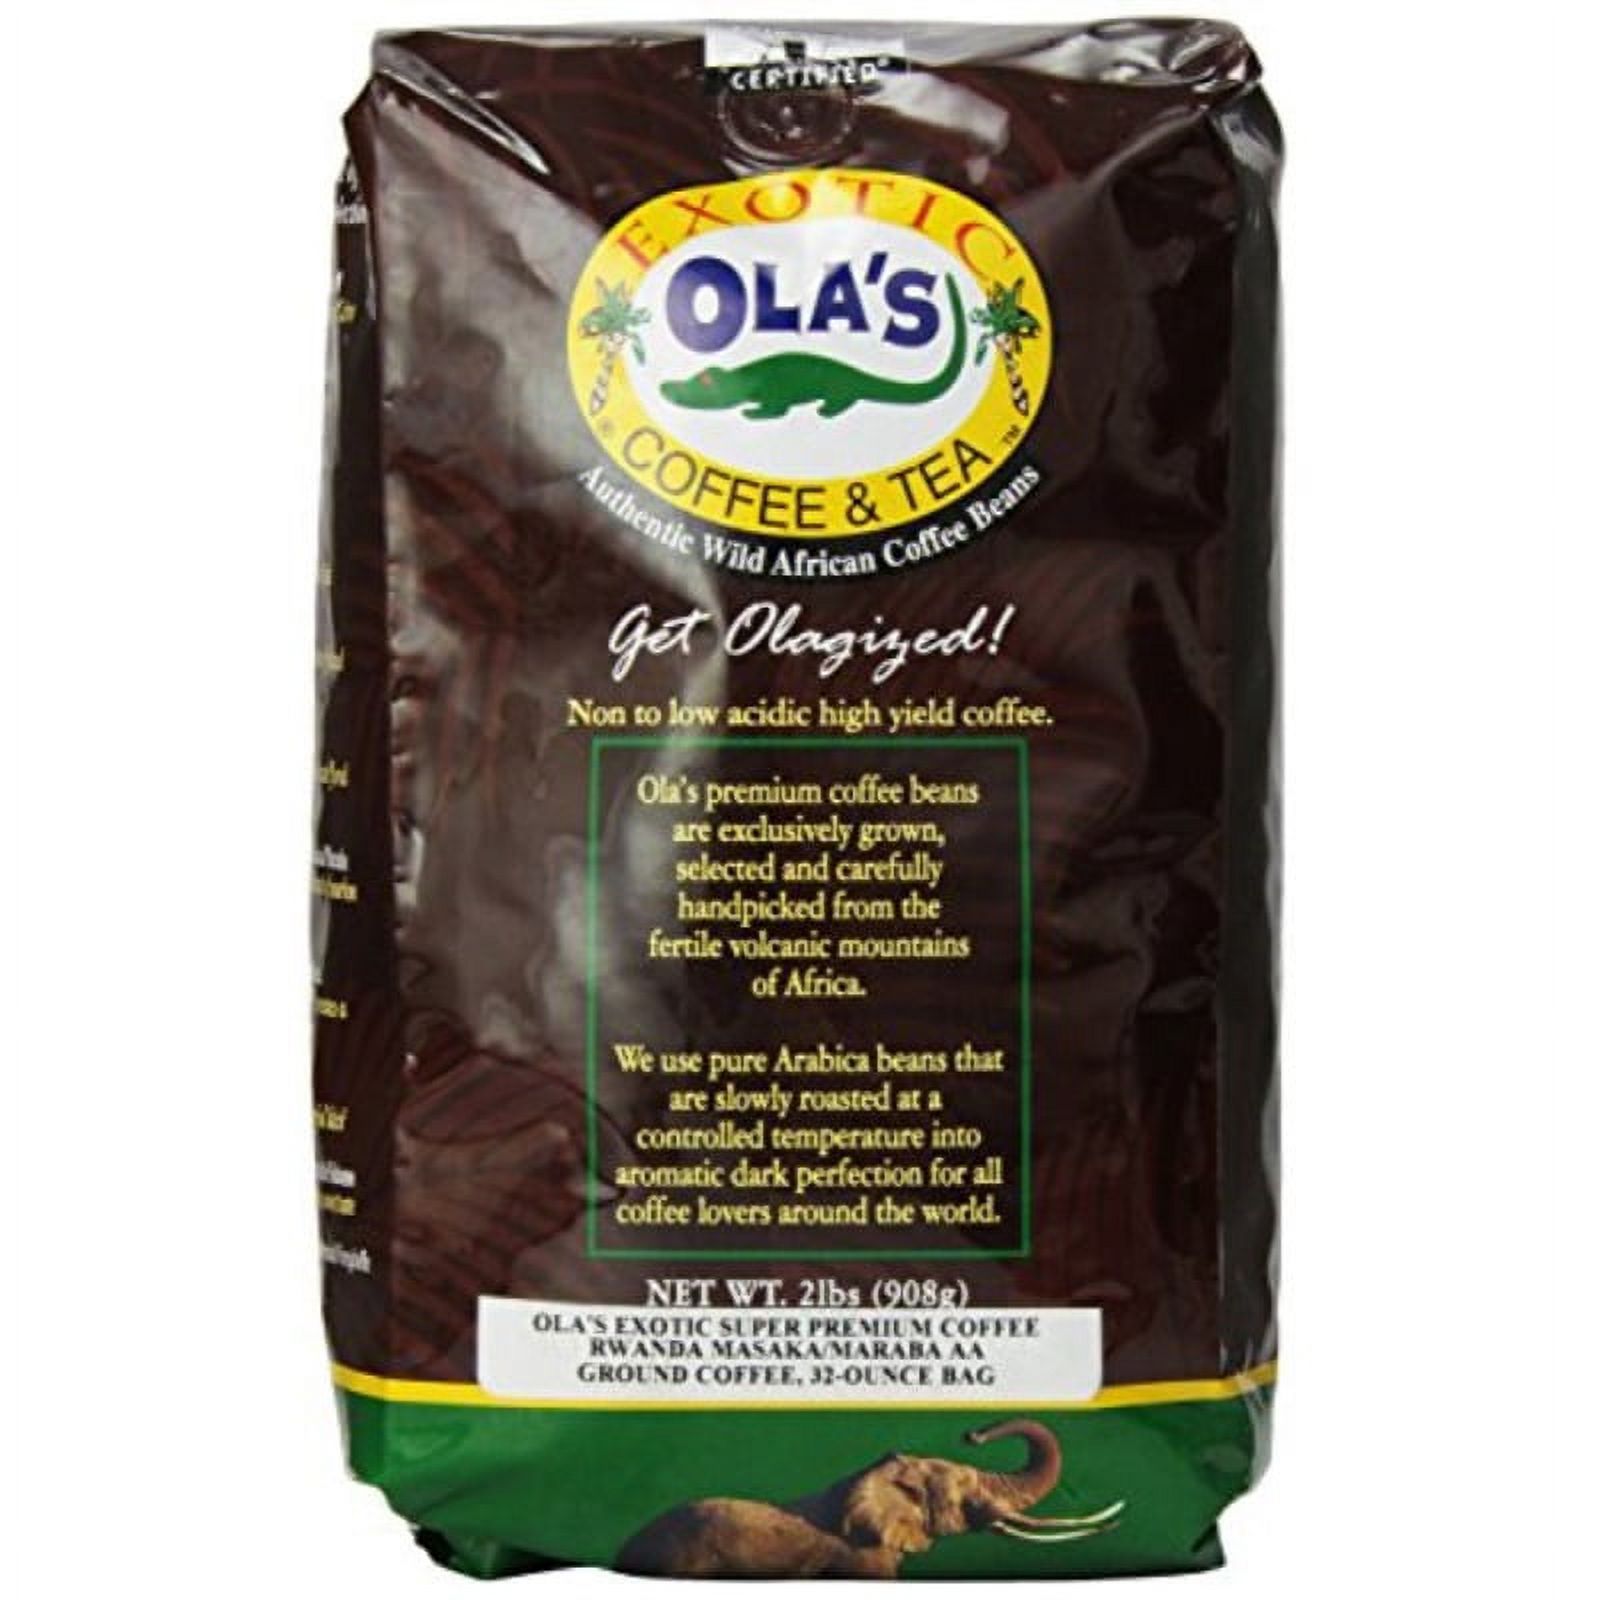 CERTIFIED
EXOTIC
OLA'S
® COFFEE & TEA ™
Authentic Wild African Coffee Beans
Get Olagized!
Non to low acidic high yield coffee.
Ola's premium coffee beans
are exclusively grown,
selected and carefully
handpicked from the
fertile volcanic mountains
of Africa.
We use pure Arabica beans that
are slowly roasted at a
controlled temperature into
aromatic dark perfection for all
coffee lovers around the world.
NET WT. 2lbs (908g)
OLA'S EXOTIC SUPER PREMIUM COFFEE
RWANDA MASAKA/MARABA AA
GROUND COFFEE, 32-OUNCE BAG